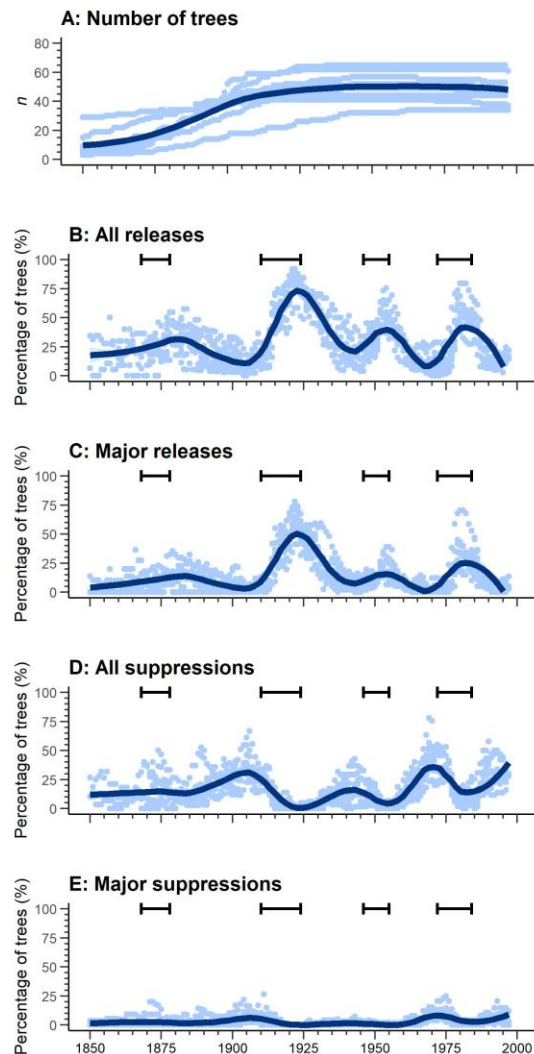 A: Number of trees
80
60
40
20
0
n
B: All releases
100
75
50
25
0
Percentage of trees (%)
C: Major releases
100
75
50
25
0
Percentage of trees (%)
D: All suppressions
100
75
50
25
0
Percentage of trees (%)
E: Major suppressions
100
75
50
25
0
Percentage of trees (%)
1850 1875 1900 1925 1950 1975 2000